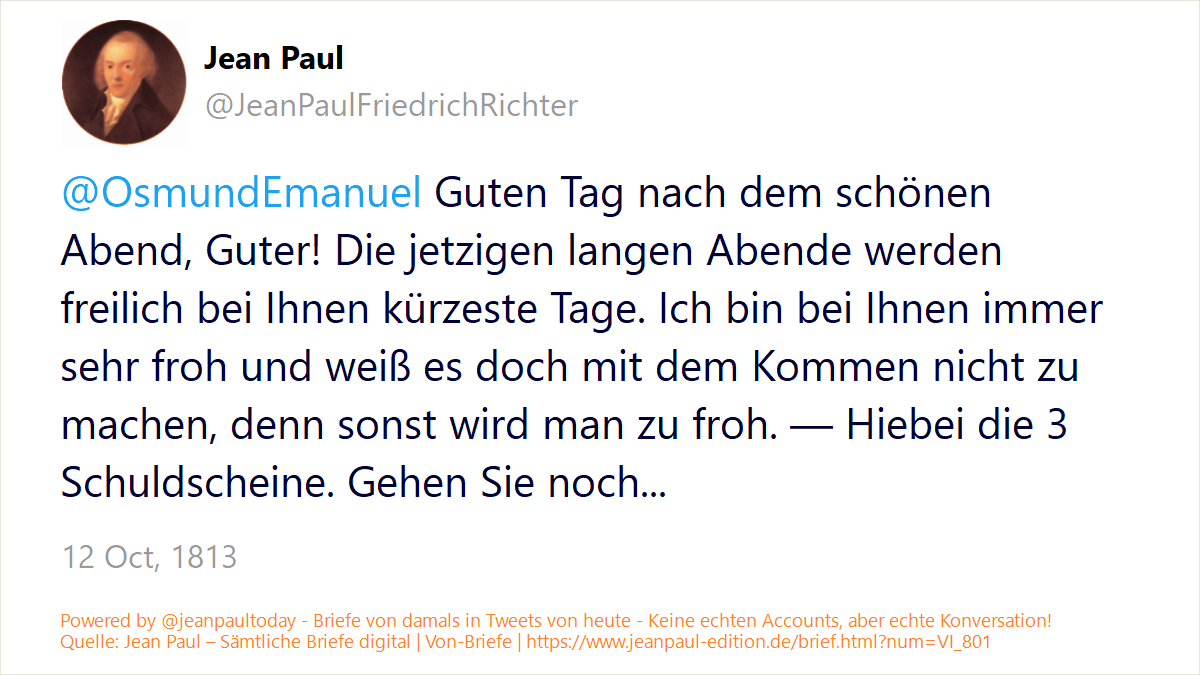 Jean Paul
@JeanPaulFriedrichRichter
@OsmundEmanuel Guten Tag nach dem schönen
Abend, Guter! Die jetzigen langen Abende werden
freilich bei Ihnen kürzeste Tage. Ich bin bei Ihnen immer
sehr froh und weiß es doch mit dem Kommen nicht zu
machen, denn sonst wird man zu froh. — Hiebei die 3
Schuldscheine. Gehen Sie noch...
12 Oct, 1813
Powered by @jeanpaultoday - Briefe von damals in Tweets von heute - Keine echten Accounts, aber echte Konversation!
Quelle: Jean Paul – Sämtliche Briefe digital | Von-Briefe | https://www.jeanpaul-edition.de/brief.html?num=VI_801